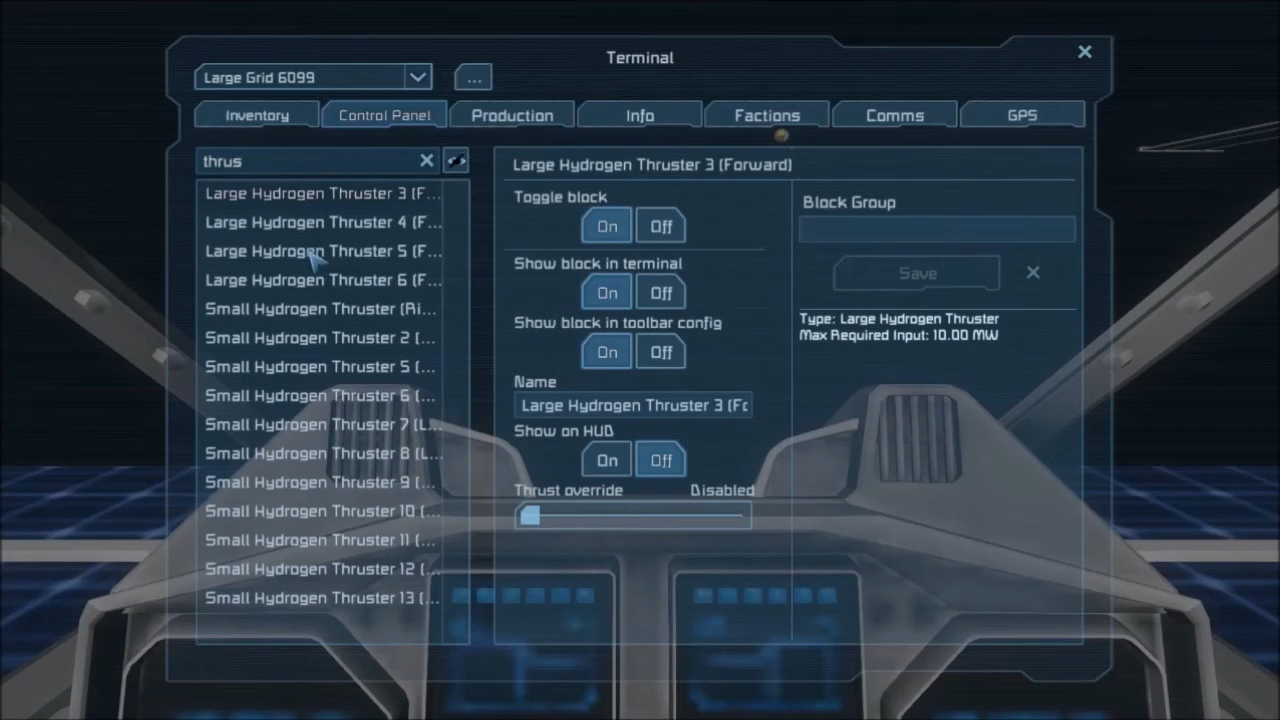 Terminal
Large Grid 6099
...
Inventory
Control Panel
Production
Info
Factions
Comms
GPS
thrus
Large Hydrogen Thruster 3 (F...
Large Hydrogen Thruster 4 (F...
Large Hydrogen Thruster 5 (F...
Large Hydrogen Thruster 6 (F...
Small Hydrogen Thruster (Ri...
Small Hydrogen Thruster 2 (...
Small Hydrogen Thruster 5 (...
Small Hydrogen Thruster 6 (...
Small Hydrogen Thruster 7 (L...
Small Hydrogen Thruster 8 (L...
Small Hydrogen Thruster 9 (...
Small Hydrogen Thruster 10 (...
Small Hydrogen Thruster 11 (...
Small Hydrogen Thruster 12 (...
Small Hydrogen Thruster 13 (...
Large Hydrogen Thruster 3 (Forward)
Toggle block
On Off
Show block in terminal
On Off
Show block in toolbar config
On Off
Name
Large Hydrogen Thruster 3 (Fo
Show on HUD
On Off
Thrust override Disabled
Block Group
Save
Type: Large Hydrogen Thruster
Max Required Input: 10.00 MW